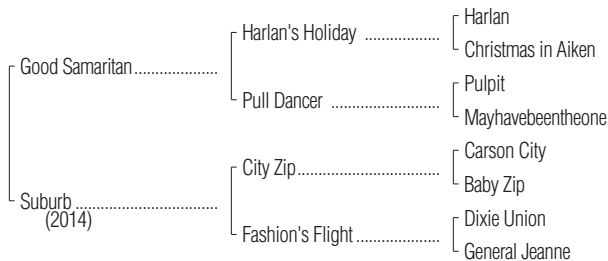 Harlan
Harlan's Holiday ..................
Christmas in Aiken
Good Samaritan....................
Pulpit
Pull Dancer ..........................
Mayhavebeentheone
Carson City
City Zip..................................
Baby Zip
Suburb ..................................
(2014)
Dixie Union
Fashion's Flight ....................
General Jeanne